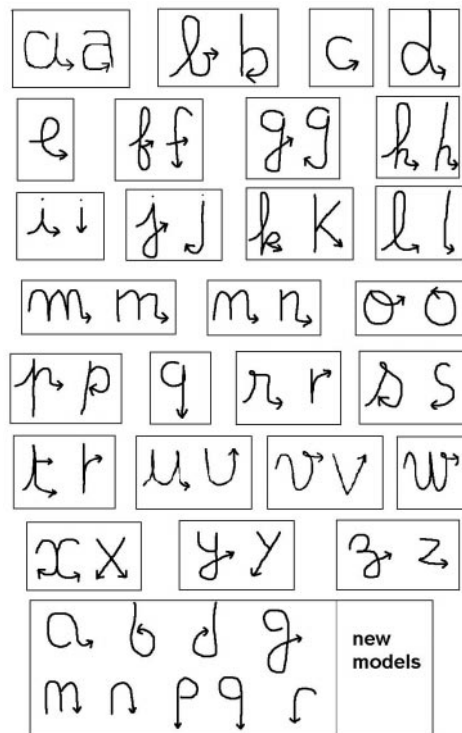 a a b b c d
e f f g g h h
i i j j k K l l
m m n n o o
p p q r r s s
t r u U v v w
x x y y z z
a b d g
new
models
m n p q r